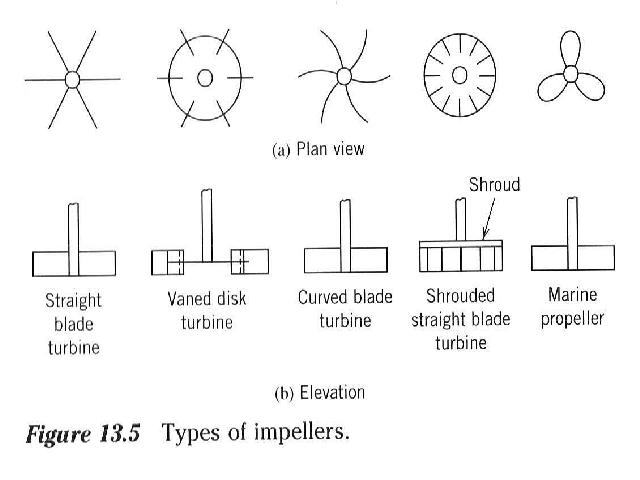 (a) Plan view
Shroud
Straight
blade
turbine
Vaned disk
turbine
Curved blade
turbine
Shrouded
straight blade
turbine
Marine
propeller
(b) Elevation
Figure 13.5 Types of impellers.